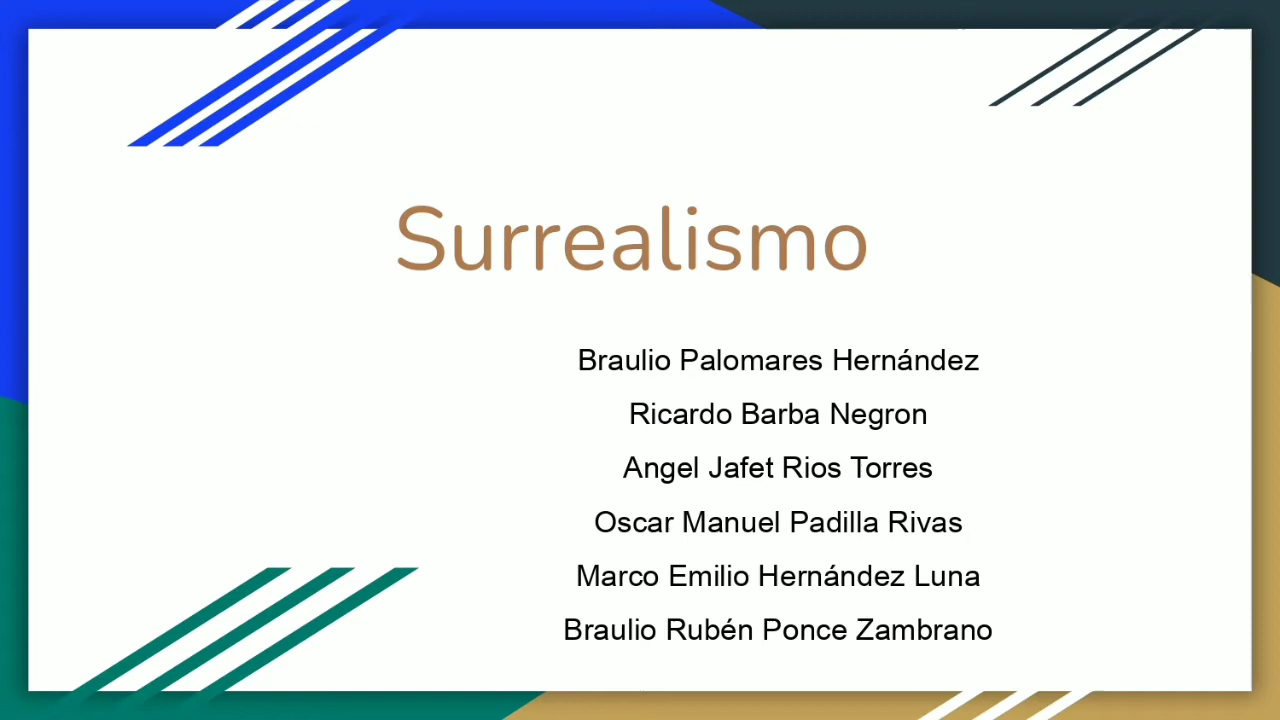 Surrealismo
Braulio Palomares Hernández
Ricardo Barba Negron
Angel Jafet Rios Torres
Oscar Manuel Padilla Rivas
Marco Emilio Hernández Luna
Braulio Rubén Ponce Zambrano